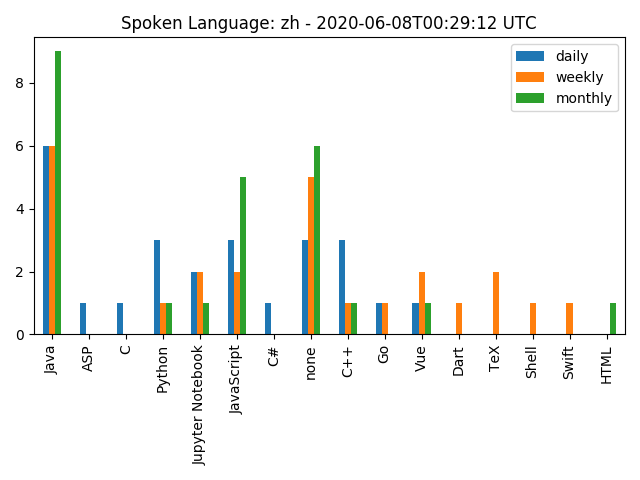 Spoken Language: zh - 2020-06-08T00:29:12 UTC
daily
weekly
monthly
8
6
4
2
0
Java
ASP
C
Python
Jupyter Notebook
JavaScript
C#
none
C++
Go
Vue
Dart
TeX
Shell
Swift
HTML